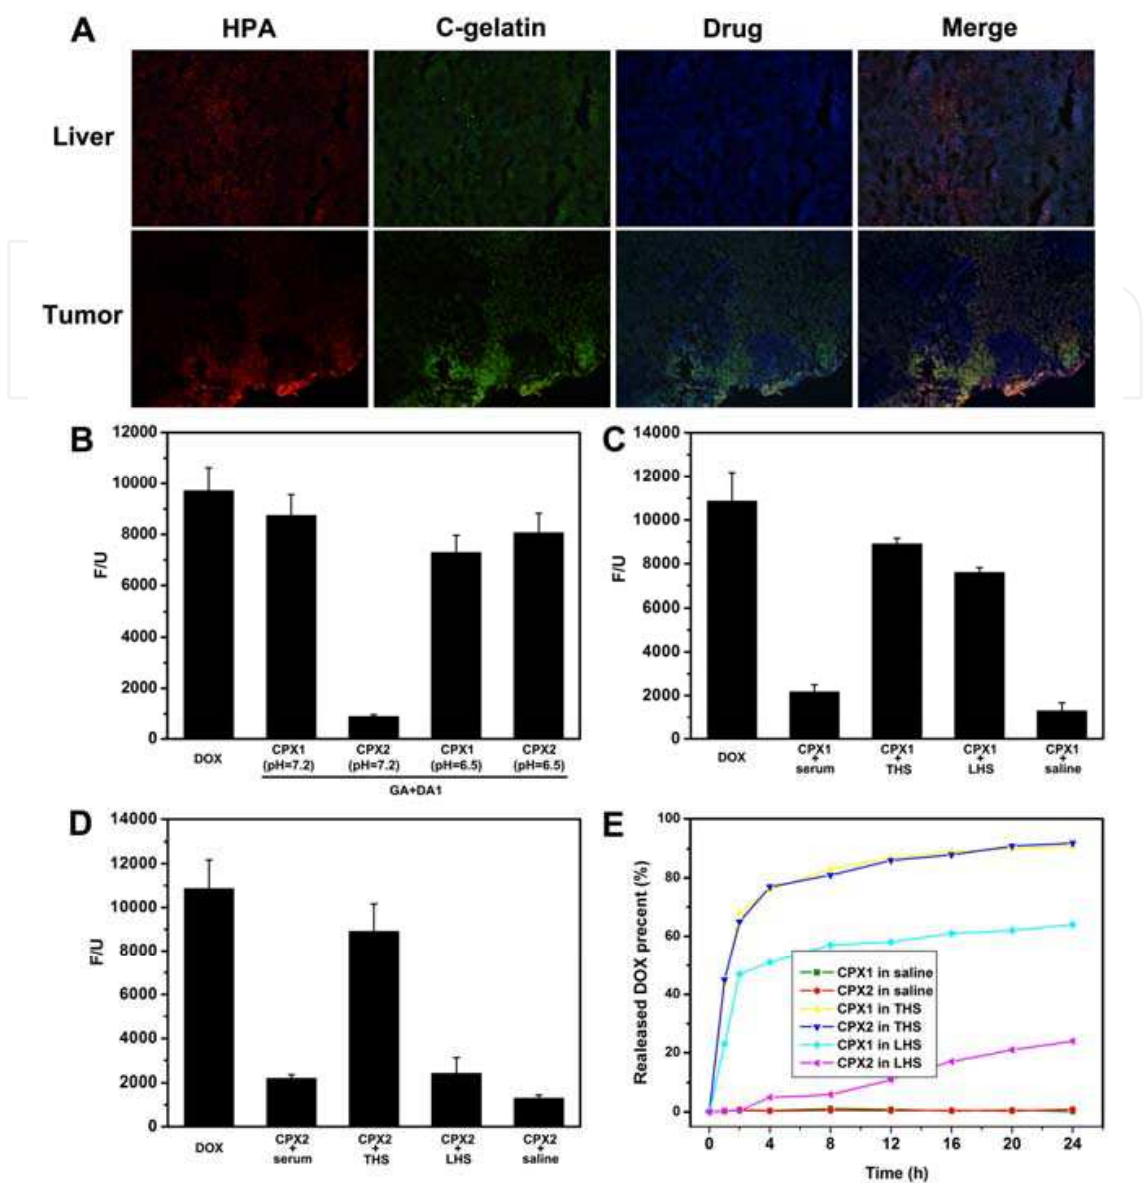 A
HPA
C-gelatin
Drug
Merge
Liver
Tumor
B
12000
10000
8000
6000
4000
2000
0
F/U
DOX
CPX1
(pH=7.2)
CPX2
(pH=7.2)
CPX1
(pH=6.5)
CPX2
(pH=6.5)
GA+DA1
C
14000
12000
10000
8000
6000
4000
2000
0
F/U
DOX
CPX1
+
serum
CPX1
+
THS
CPX1
+
LHS
CPX1
+
saline
D
14000
12000
10000
8000
6000
4000
2000
0
F/U
DOX
CPX2
+
serum
CPX2
+
THS
CPX2
+
LHS
CPX2
+
saline
E
100
80
60
40
20
0
Realeased DOX precent (%)
CPX1 in saline
CPX2 in saline
CPX1 in THS
CPX2 in THS
CPX1 in LHS
CPX2 in LHS
0
4
8
12
16
20
24
Time (h)